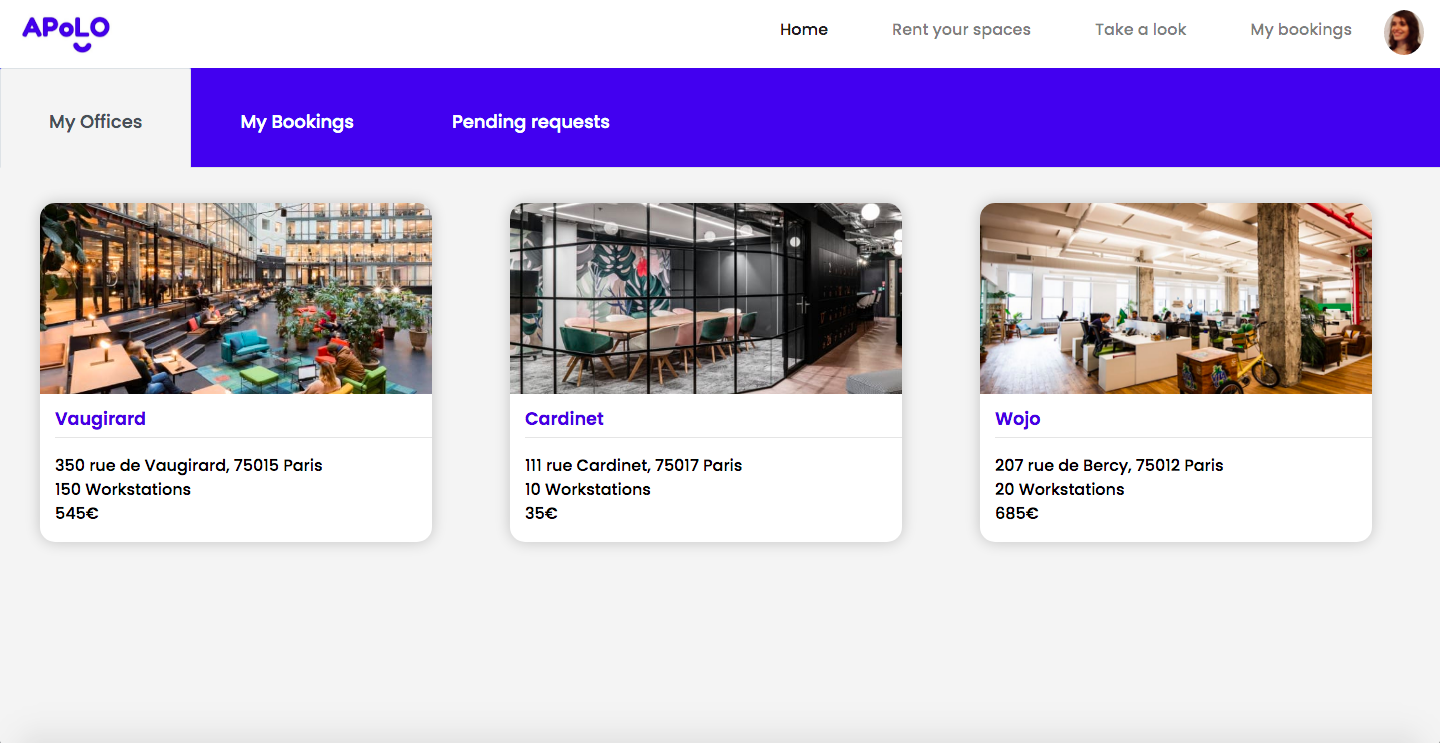 APoLO
Home
Rent your spaces
Take a look
My bookings
My Offices
My Bookings
Pending requests
Vaugirard
350 rue de Vaugirard, 75015 Paris
150 Workstations
545€
Cardinet
111 rue Cardinet, 75017 Paris
10 Workstations
35€
Wojo
207 rue de Bercy, 75012 Paris
20 Workstations
685€